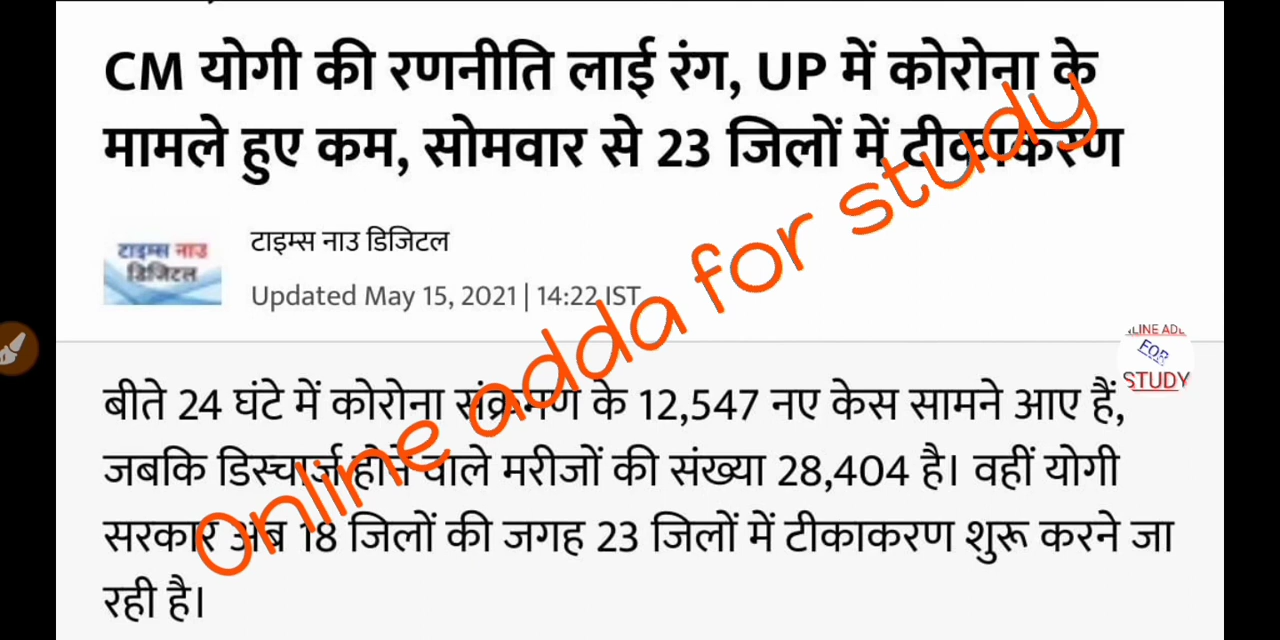 CM योगी की रणनीति लाई रंग, UP में कोरोना के
मामले हुए कम, सोमवार से 23 जिलों में टीकाकरण
टाइम्स नाउ
डिजिटल
टाइम्स नाउ डिजिटल
Updated May 15, 2021 | 14:22 IST
Online adda for study
FOR
STUDY
बीते 24 घंटे में कोरोना संक्रमण के 12,547 नए केस सामने आए हैं,
जबकि डिस्चार्ज होने वाले मरीजों की संख्या 28,404 है। वहीं योगी
सरकार अब 18 जिलों की जगह 23 जिलों में टीकाकरण शुरू करने जा
रही है।